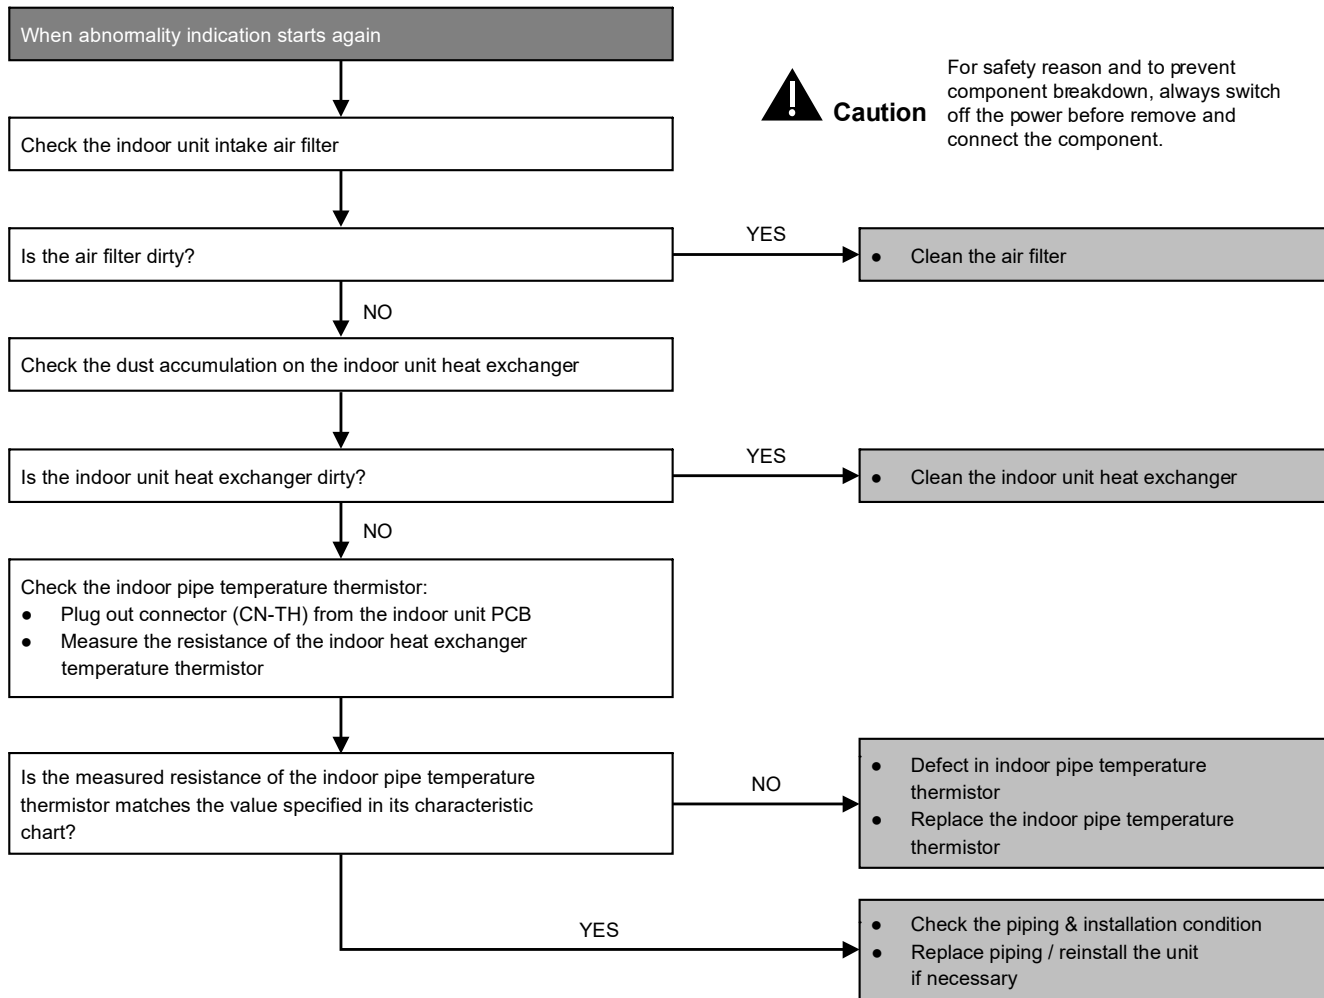 When abnormality indication starts again
Caution
For safety reason and to prevent
component breakdown, always switch
off the power before remove and
connect the component.
Check the indoor unit intake air filter
Is the air filter dirty?
YES
● Clean the air filter
NO
Check the dust accumulation on the indoor unit heat exchanger
Is the indoor unit heat exchanger dirty?
YES
● Clean the indoor unit heat exchanger
NO
Check the indoor pipe temperature thermistor:
● Plug out connector (CN-TH) from the indoor unit PCB
● Measure the resistance of the indoor heat exchanger
temperature thermistor
Is the measured resistance of the indoor pipe temperature
thermistor matches the value specified in its characteristic
chart?
NO
● Defect in indoor pipe temperature
thermistor
● Replace the indoor pipe temperature
thermistor
YES
● Check the piping & installation condition
● Replace piping / reinstall the unit
if necessary